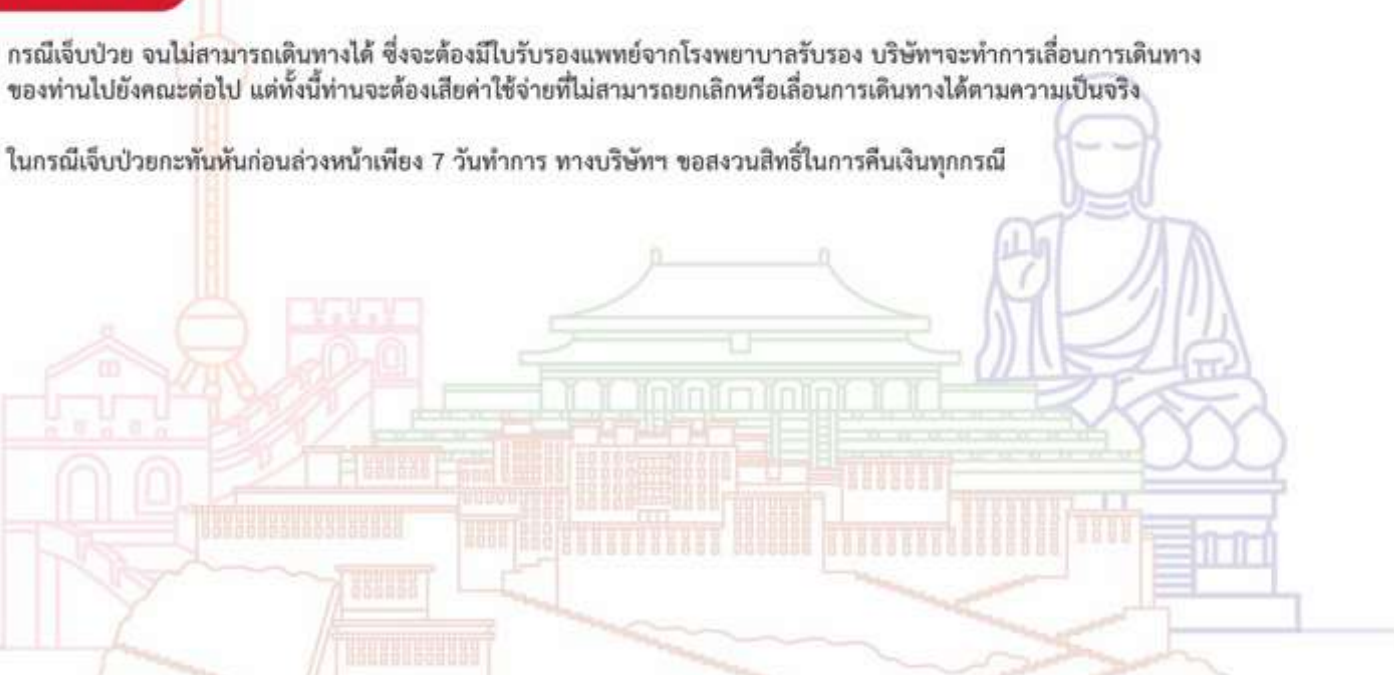 กรณีเจ็บป่วย จนไม่สามารถเดินทางได้ ซึ่งจะต้องมีใบรับรองแพทย์จากโรงพยาบาลรับรอง บริษัทฯจะทำการเลื่อนการเดินทาง
ของท่านไปยังคณะต่อไป แต่ทั้งนี้ท่านจะต้องเสียค่าใช้จ่ายที่ไม่สามารถยกเลิกหรือเลื่อนการเดินทางได้ตามความเป็นจริง
ในกรณีเจ็บป่วยกะทันหันก่อนล่วงหน้าเพียง 7 วันทำการ ทางบริษัทฯ ขอสงวนสิทธิ์ในการคืนเงินทุกกรณี